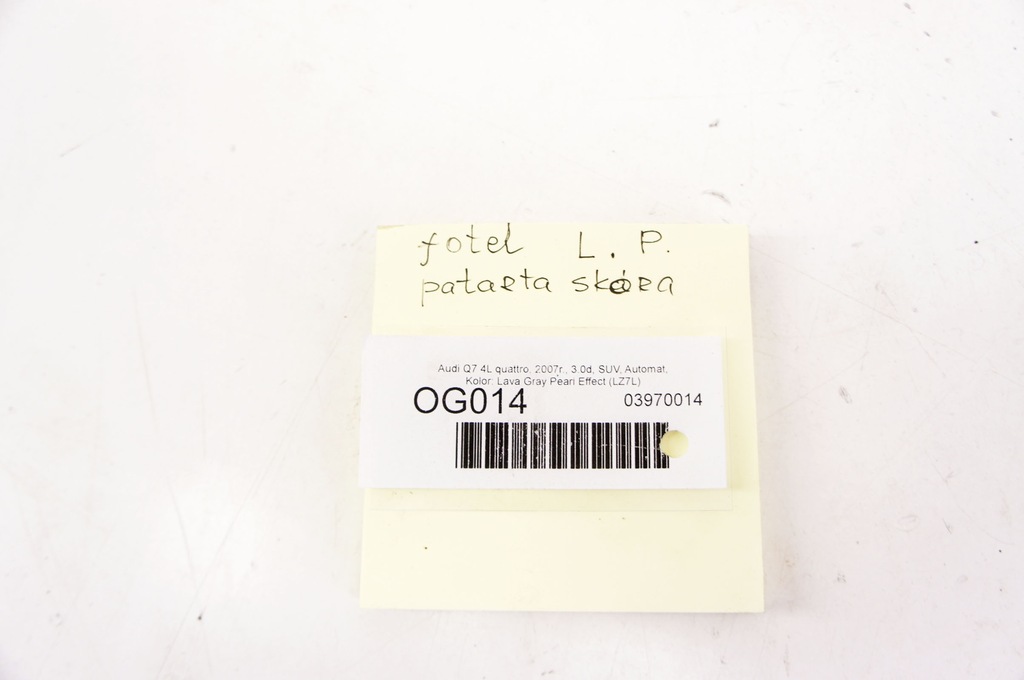 fotel L. P.
patarta skóra
Audi Q7 4L quattro, 2007r., 3.0d, SUV, Automat,
Kolor: Lava Gray Pearl Effect (LZ7L)
OG014 03970014